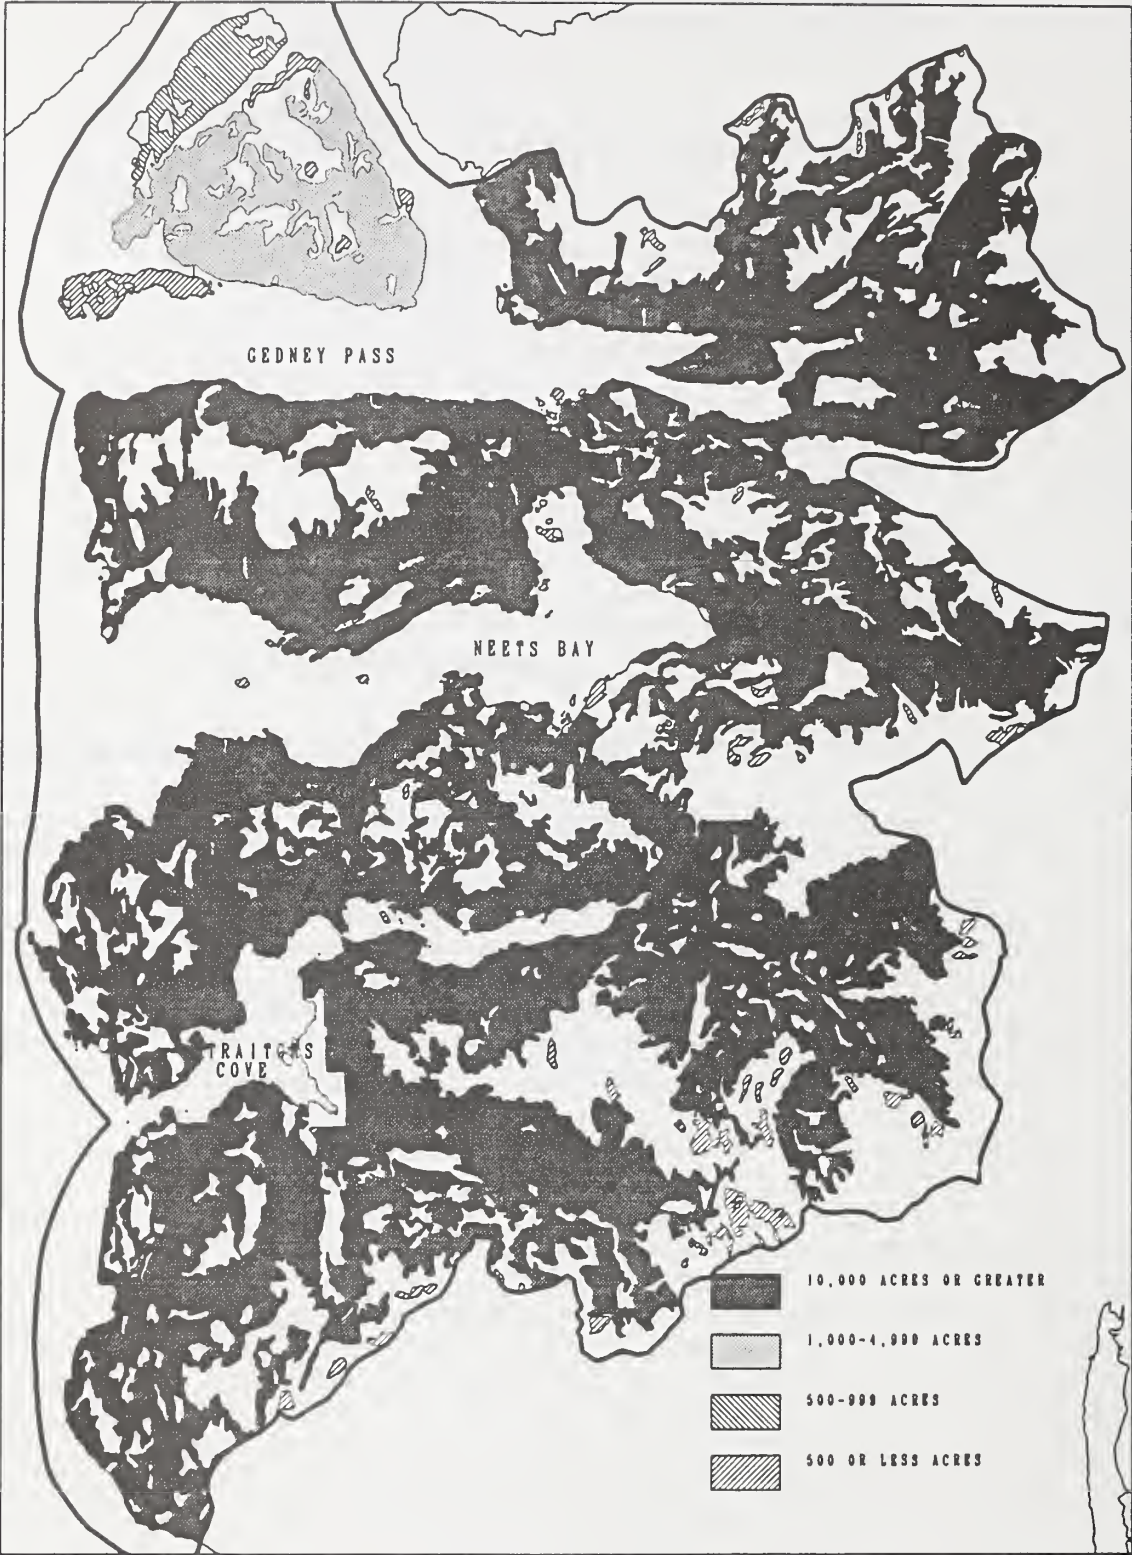 GEDNEY PASS
NEETS BAY
TRAITORS
COVE
10,000 ACRES OR GREATER
1,000-4,999 ACRES
500-999 ACRES
500 OR LESS ACRES